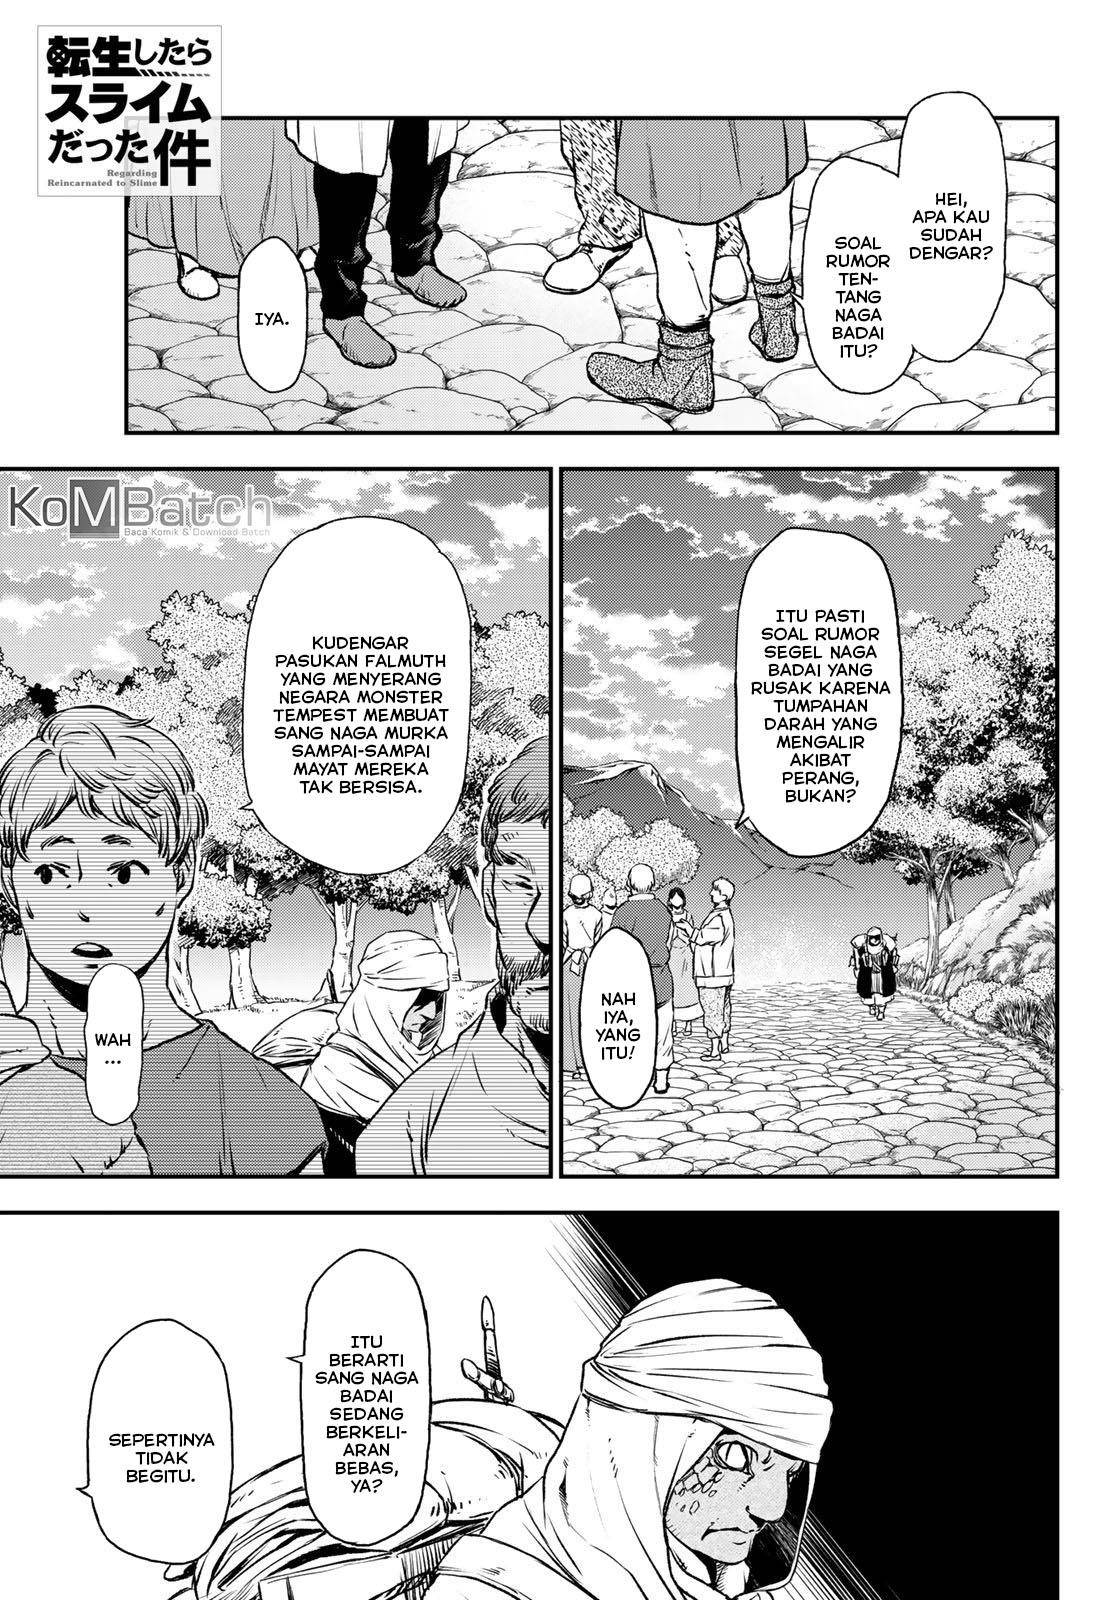 転生したら
スライム
だった件
Regarding
Reincarnated to Slime
HEI,
APA KAU
SUDAH
DENGAR?
SOAL
RUMOR
TEN-
TANG
NAGA
BADAI
ITU?
IYA.
ITU PASTI
SOAL RUMOR
SEGEL NAGA
BADAI YANG
RUSAK KARENA
TUMPAHAN
DARAH YANG
MENGALIR
AKIBAT
PERANG,
BUKAN?
NAH
IYA,
YANG
ITU!
KoMBatch
Baca Komik & Download Batch
KUDENGAR
PASUKAN FALMUTH
YANG MENYERANG
NEGARA MONSTER
TEMPEST MEMBUAT
SANG NAGA MURKA
SAMPAI-SAMPAI
MAYAT MEREKA
TAK BERSISA.
WAH
...
ITU
BERARTI
SANG NAGA
BADAI
SEDANG
BERKELI-
ARAN
BEBAS,
YA?
SEPERTINYA
TIDAK
BEGITU.